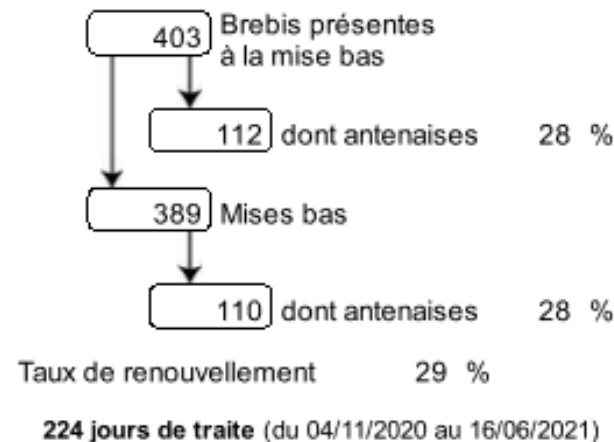 403 Brebis présentes
à la mise bas
112 dont antenaises 28 %
389 Mises bas
110 dont antenaises 28 %
Taux de renouvellement 29 %
224 jours de traite (du 04/11/2020 au 16/06/2021)